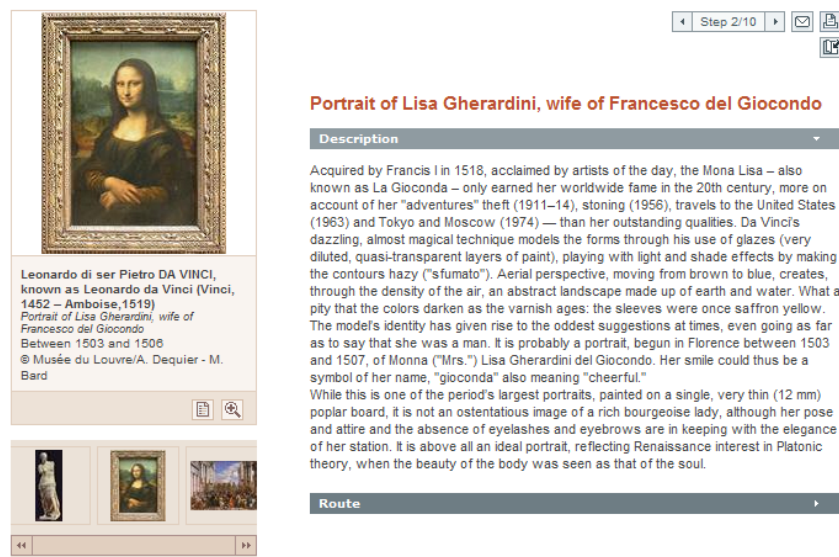 Step 2/10
Portrait of Lisa Gherardini, wife of Francesco del Giocondo
Description
Acquired by Francis I in 1518, acclaimed by artists of the day, the Mona Lisa – also
known as La Gioconda – only earned her worldwide fame in the 20th century, more on
account of her "adventures" theft (1911–14), stoning (1956), travels to the United States
(1963) and Tokyo and Moscow (1974) — than her outstanding qualities. Da Vinci's
dazzling, almost magical technique models the forms through his use of glazes (very
diluted, quasi-transparent layers of paint), playing with light and shade effects by making
the contours hazy ("sfumato"). Aerial perspective, moving from brown to blue, creates,
through the density of the air, an abstract landscape made up of earth and water. What a
pity that the colors darken as the varnish ages: the sleeves were once saffron yellow.
The model's identity has given rise to the oddest suggestions at times, even going as far
as to say that she was a man. It is probably a portrait, begun in Florence between 1503
and 1507, of Monna ("Mrs.") Lisa Gherardini del Giocondo. Her smile could thus be a
symbol of her name, "gioconda" also meaning "cheerful."
While this is one of the period's largest portraits, painted on a single, very thin (12 mm)
poplar board, it is not an ostentatious image of a rich bourgeoise lady, although her pose
and attire and the absence of eyelashes and eyebrows are in keeping with the elegance
of her station. It is above all an ideal portrait, reflecting Renaissance interest in Platonic
theory, when the beauty of the body was seen as that of the soul.
Route
Leonardo di ser Pietro DA VINCI,
known as Leonardo da Vinci (Vinci,
1452 – Amboise,1519)
Portrait of Lisa Gherardini, wife of
Francesco del Giocondo
Between 1503 and 1506
© Musée du Louvre/A. Dequier - M.
Bard